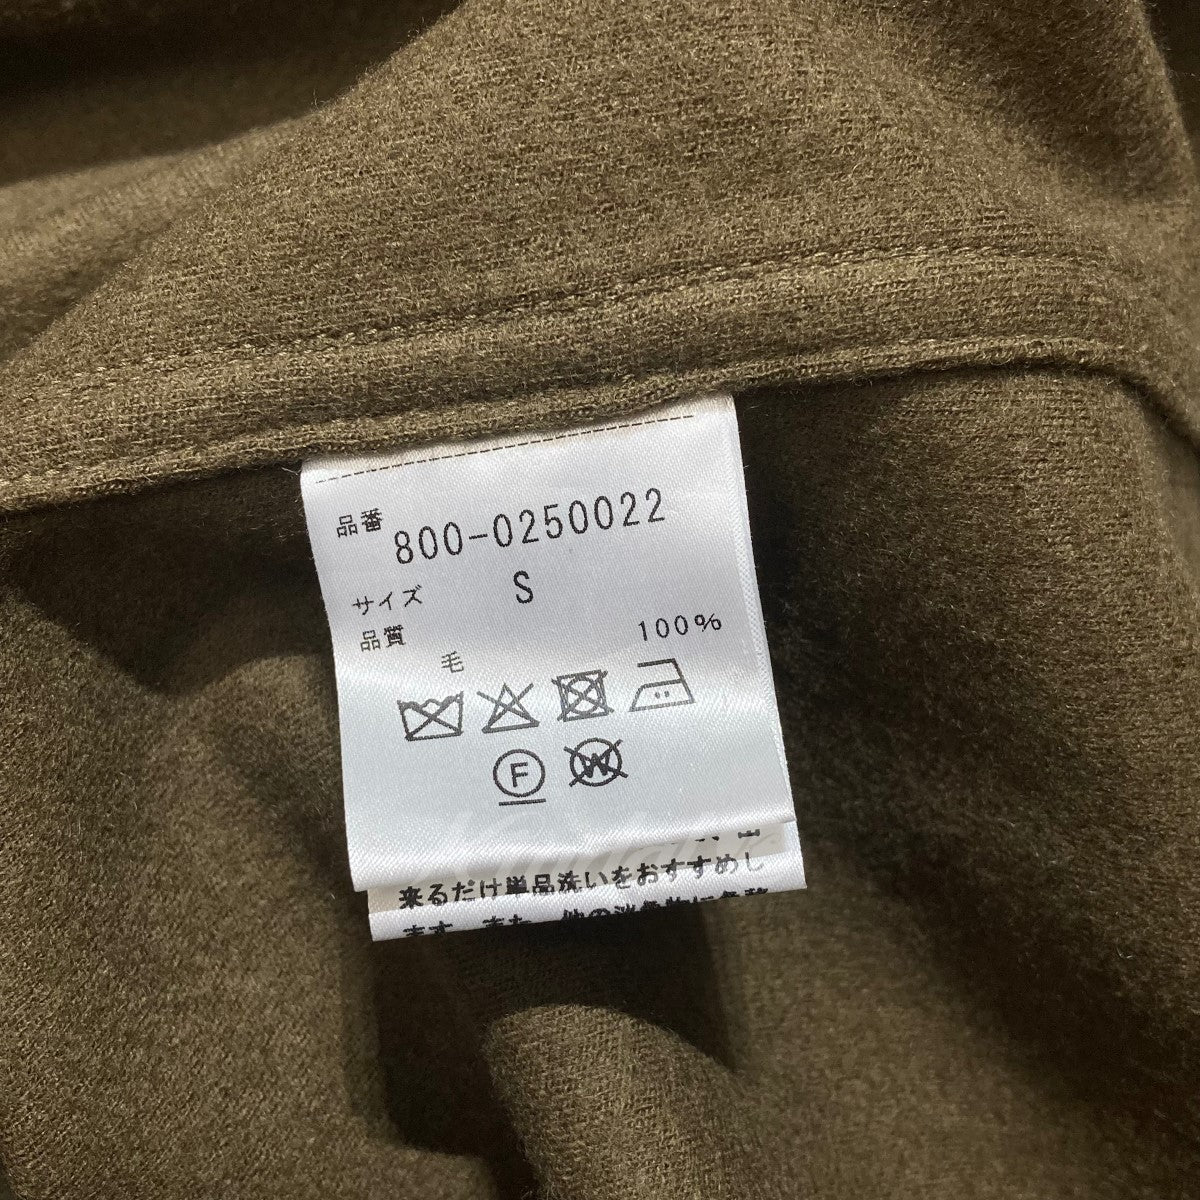 品番 800-0250022
サイズ S
品質
毛 100%
F
W
来るだけ単品洗いをおすすめし